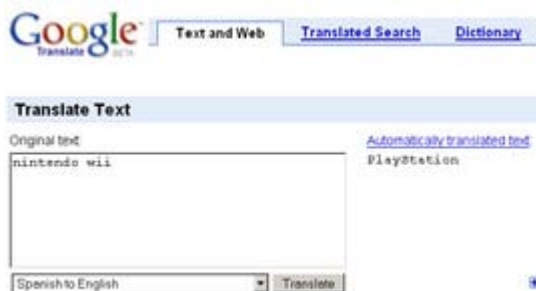 Google
Translate BETA
Text and Web
Translated Search
Dictionary
Translate Text
Original text:
Automatically translated text
nintendo wii
PlayStation
Spanish to English
Translate